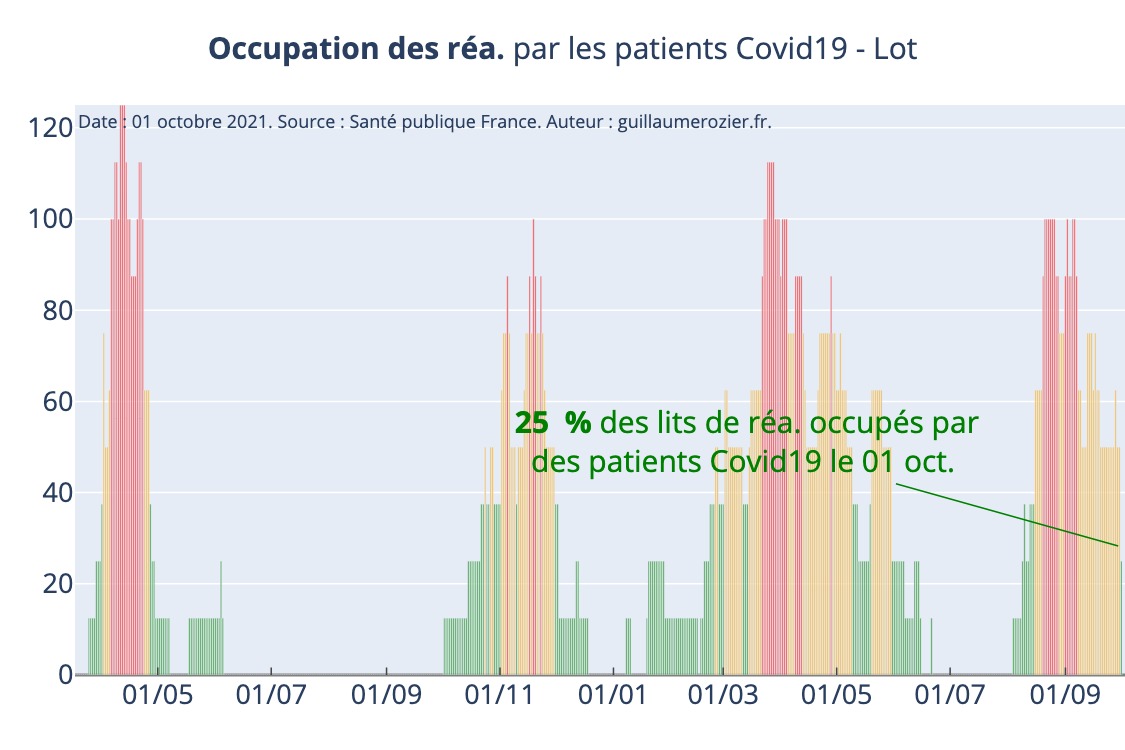 Occupation des réa. par les patients Covid19 - Lot
Date : 01 octobre 2021. Source : Santé publique France. Auteur : guillaumerozier.fr.
120
100
80
60
40
20
0
25 % des lits de réa. occupés par
des patients Covid19 le 01 oct.
01/05 01/07 01/09 01/11 01/01 01/03 01/05 01/07 01/09